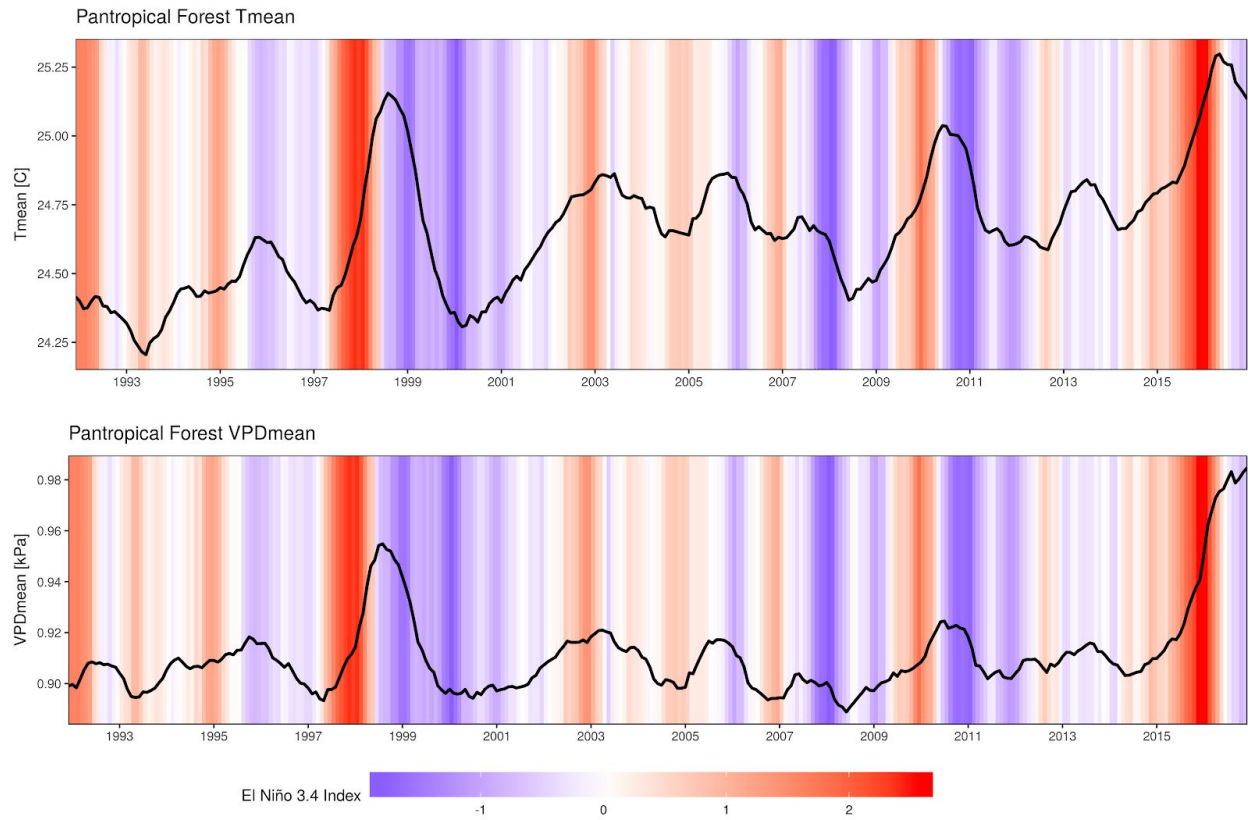 Pantropical Forest Tmean
Tmean [C]
25.25
25.00
24.75
24.50
24.25
1993 1995 1997 1999 2001 2003 2005 2007 2009 2011 2013 2015
Pantropical Forest VPDmean
VPDmean [kPa]
0.98
0.96
0.94
0.92
0.90
1993 1995 1997 1999 2001 2003 2005 2007 2009 2011 2013 2015
El Niño 3.4 Index
-1 0 1 2